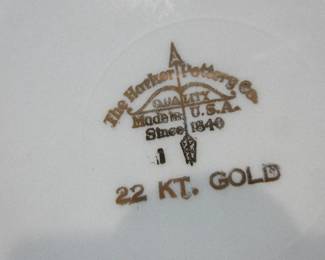 The Harker Pottery Co
QUALITY
Made in U.S.A.
Since 1840
22 KT. GOLD